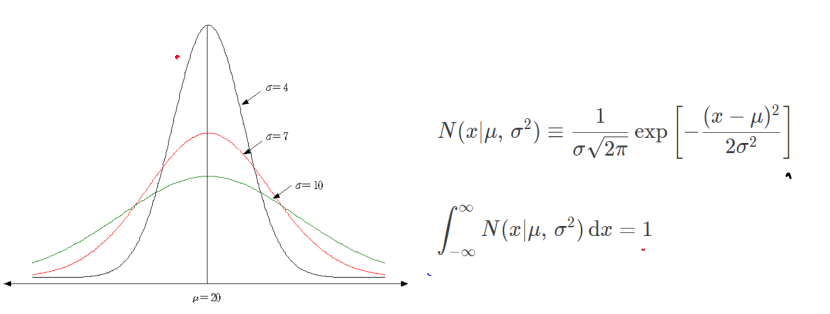 σ=4
σ=7
σ=10
μ=20
N(x|μ, σ²) ≡ 1/(σ√2π) exp[−(x − μ)²/2σ²]
∫_{−∞}^{∞} N(x|μ, σ²) dx = 1